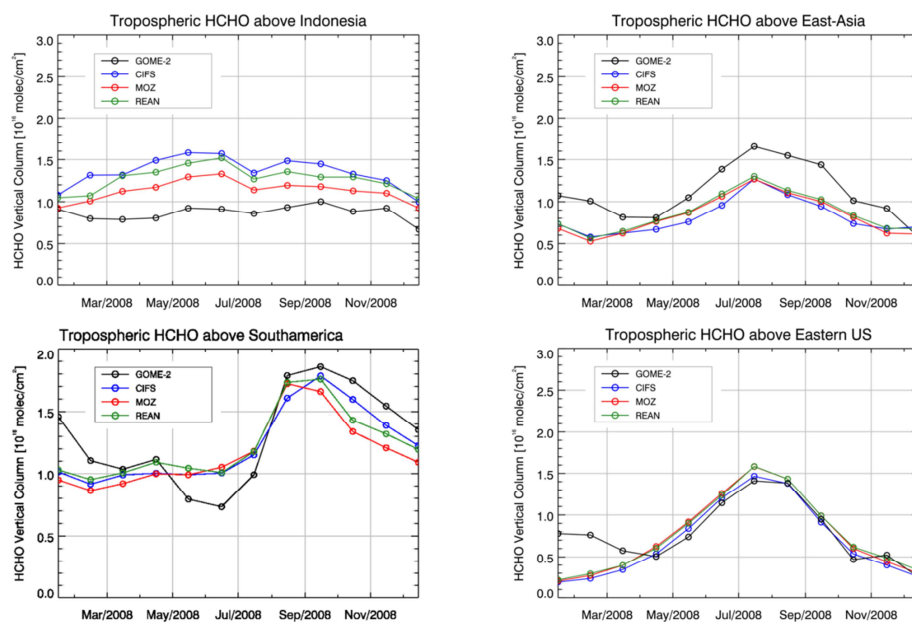 Tropospheric HCHO above Indonesia
3.0
2.5
2.0
1.5
1.0
0.5
0.0
HCHO Vertical Column [10¹⁶ molec/cm²]
GOME-2
CIFS
MOZ
REAN
Mar/2008 May/2008 Jul/2008 Sep/2008 Nov/2008
Tropospheric HCHO above East-Asia
3.0
2.5
2.0
1.5
1.0
0.5
0.0
HCHO Vertical Column [10¹⁶ molec/cm²]
GOME-2
CIFS
MOZ
REAN
Mar/2008 May/2008 Jul/2008 Sep/2008 Nov/2008
Tropospheric HCHO above Southamerica
2.0
1.5
1.0
0.5
0.0
HCHO Vertical Column [10¹⁶ molec/cm²]
GOME-2
CIFS
MOZ
REAN
Mar/2008 May/2008 Jul/2008 Sep/2008 Nov/2008
Tropospheric HCHO above Eastern US
3.0
2.5
2.0
1.5
1.0
0.5
0.0
HCHO Vertical Column [10¹⁶ molec/cm²]
GOME-2
CIFS
MOZ
REAN
Mar/2008 May/2008 Jul/2008 Sep/2008 Nov/2008